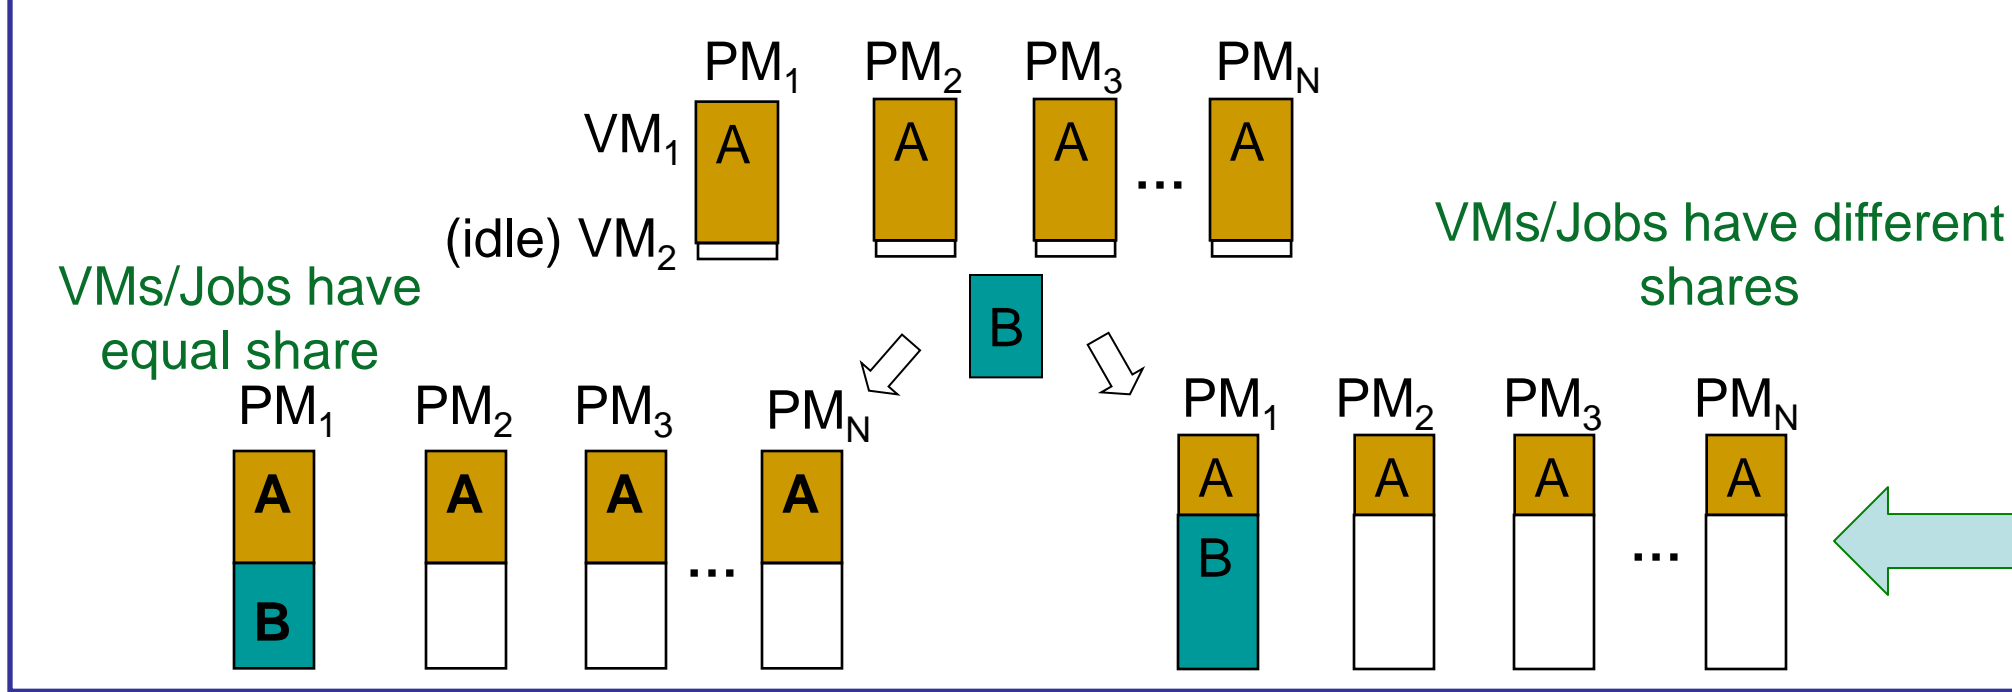 PM1 PM2 PM3 PMN
VM1 A A A ... A
(idle) VM2
VMs/Jobs have different
shares
VMs/Jobs have
equal share
B
PM1 PM2 PM3 PMN
A A A ... A
B
PM1 PM2 PM3 PMN
A A A ... A
B